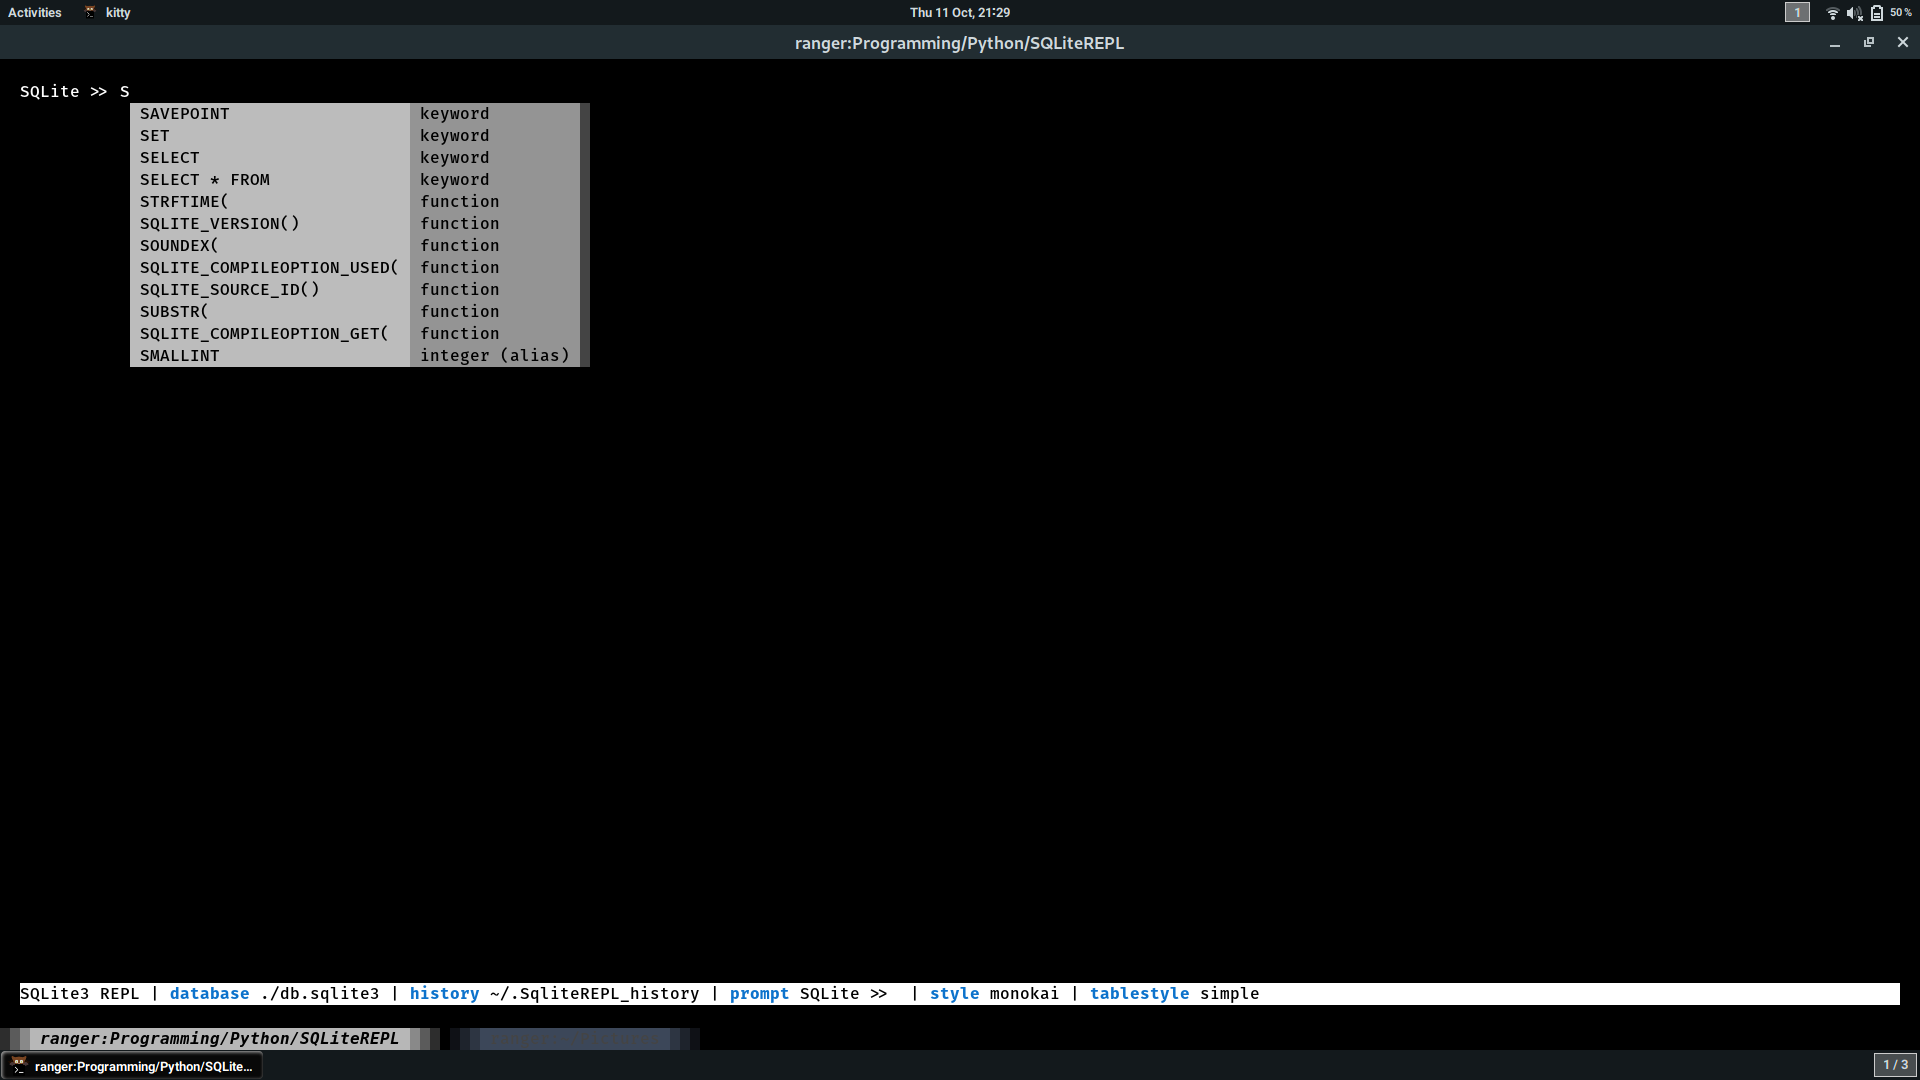 Activities kitty Thu 11 Oct, 21:29 1 50 %
ranger:Programming/Python/SQLiteREPL
SQLite >> S
SAVEPOINT keyword
SET keyword
SELECT keyword
SELECT * FROM keyword
STRFTIME( function
SQLITE_VERSION() function
SOUNDEX( function
SQLITE_COMPILEOPTION_USED( function
SQLITE_SOURCE_ID() function
SUBSTR( function
SQLITE_COMPILEOPTION_GET( function
SMALLINT integer (alias)
SQLite3 REPL | database ./db.sqlite3 | history ~/.SqliteREPL_history | prompt SQLite >> | style monokai | tablestyle simple
ranger:Programming/Python/SQLiteREPL
ranger:Programming/Python/SQLite... 1 / 3